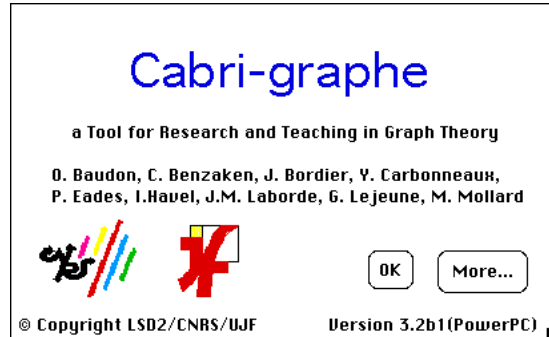 Cabri-graphe
a Tool for Research and Teaching in Graph Theory
O. Baudon, C. Benzaken, J. Bordier, Y. Carbonneaux,
P. Eades, I.Havel, J.M. Laborde, G. Lejeune, M. Mollard
CNRS
OK
More...
© Copyright LSD2/CNRS/UJF
Version 3.2b1(PowerPC)